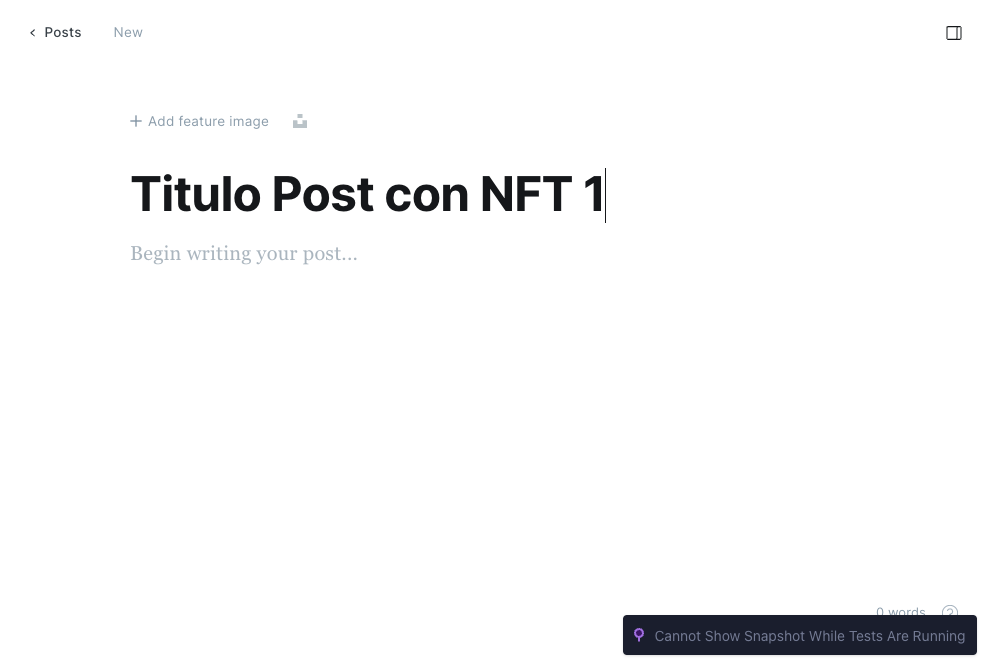 Posts New
Add feature image
Titulo Post con NFT 1
Begin writing your post...
0 words ?
Cannot Show Snapshot While Tests Are Running